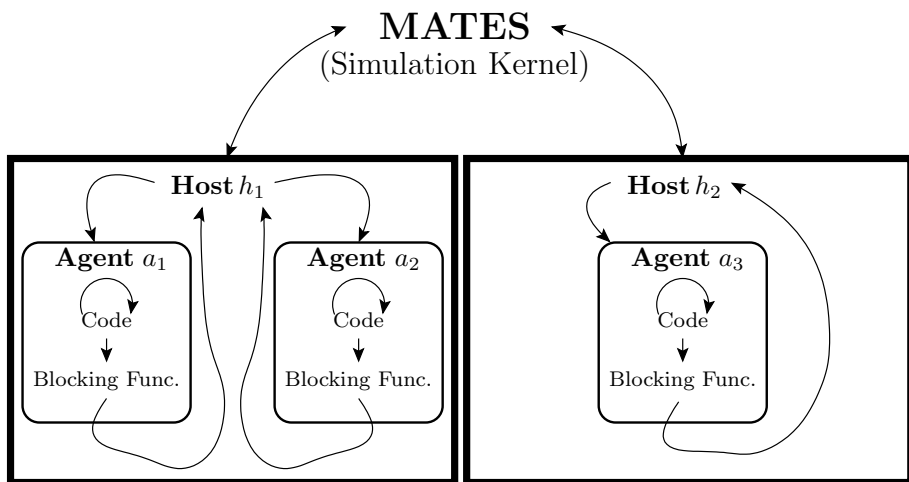 MATES
(Simulation Kernel)
Host h₁
Host h₂
Agent a₁
Code
Blocking Func.
Agent a₂
Code
Blocking Func.
Agent a₃
Code
Blocking Func.